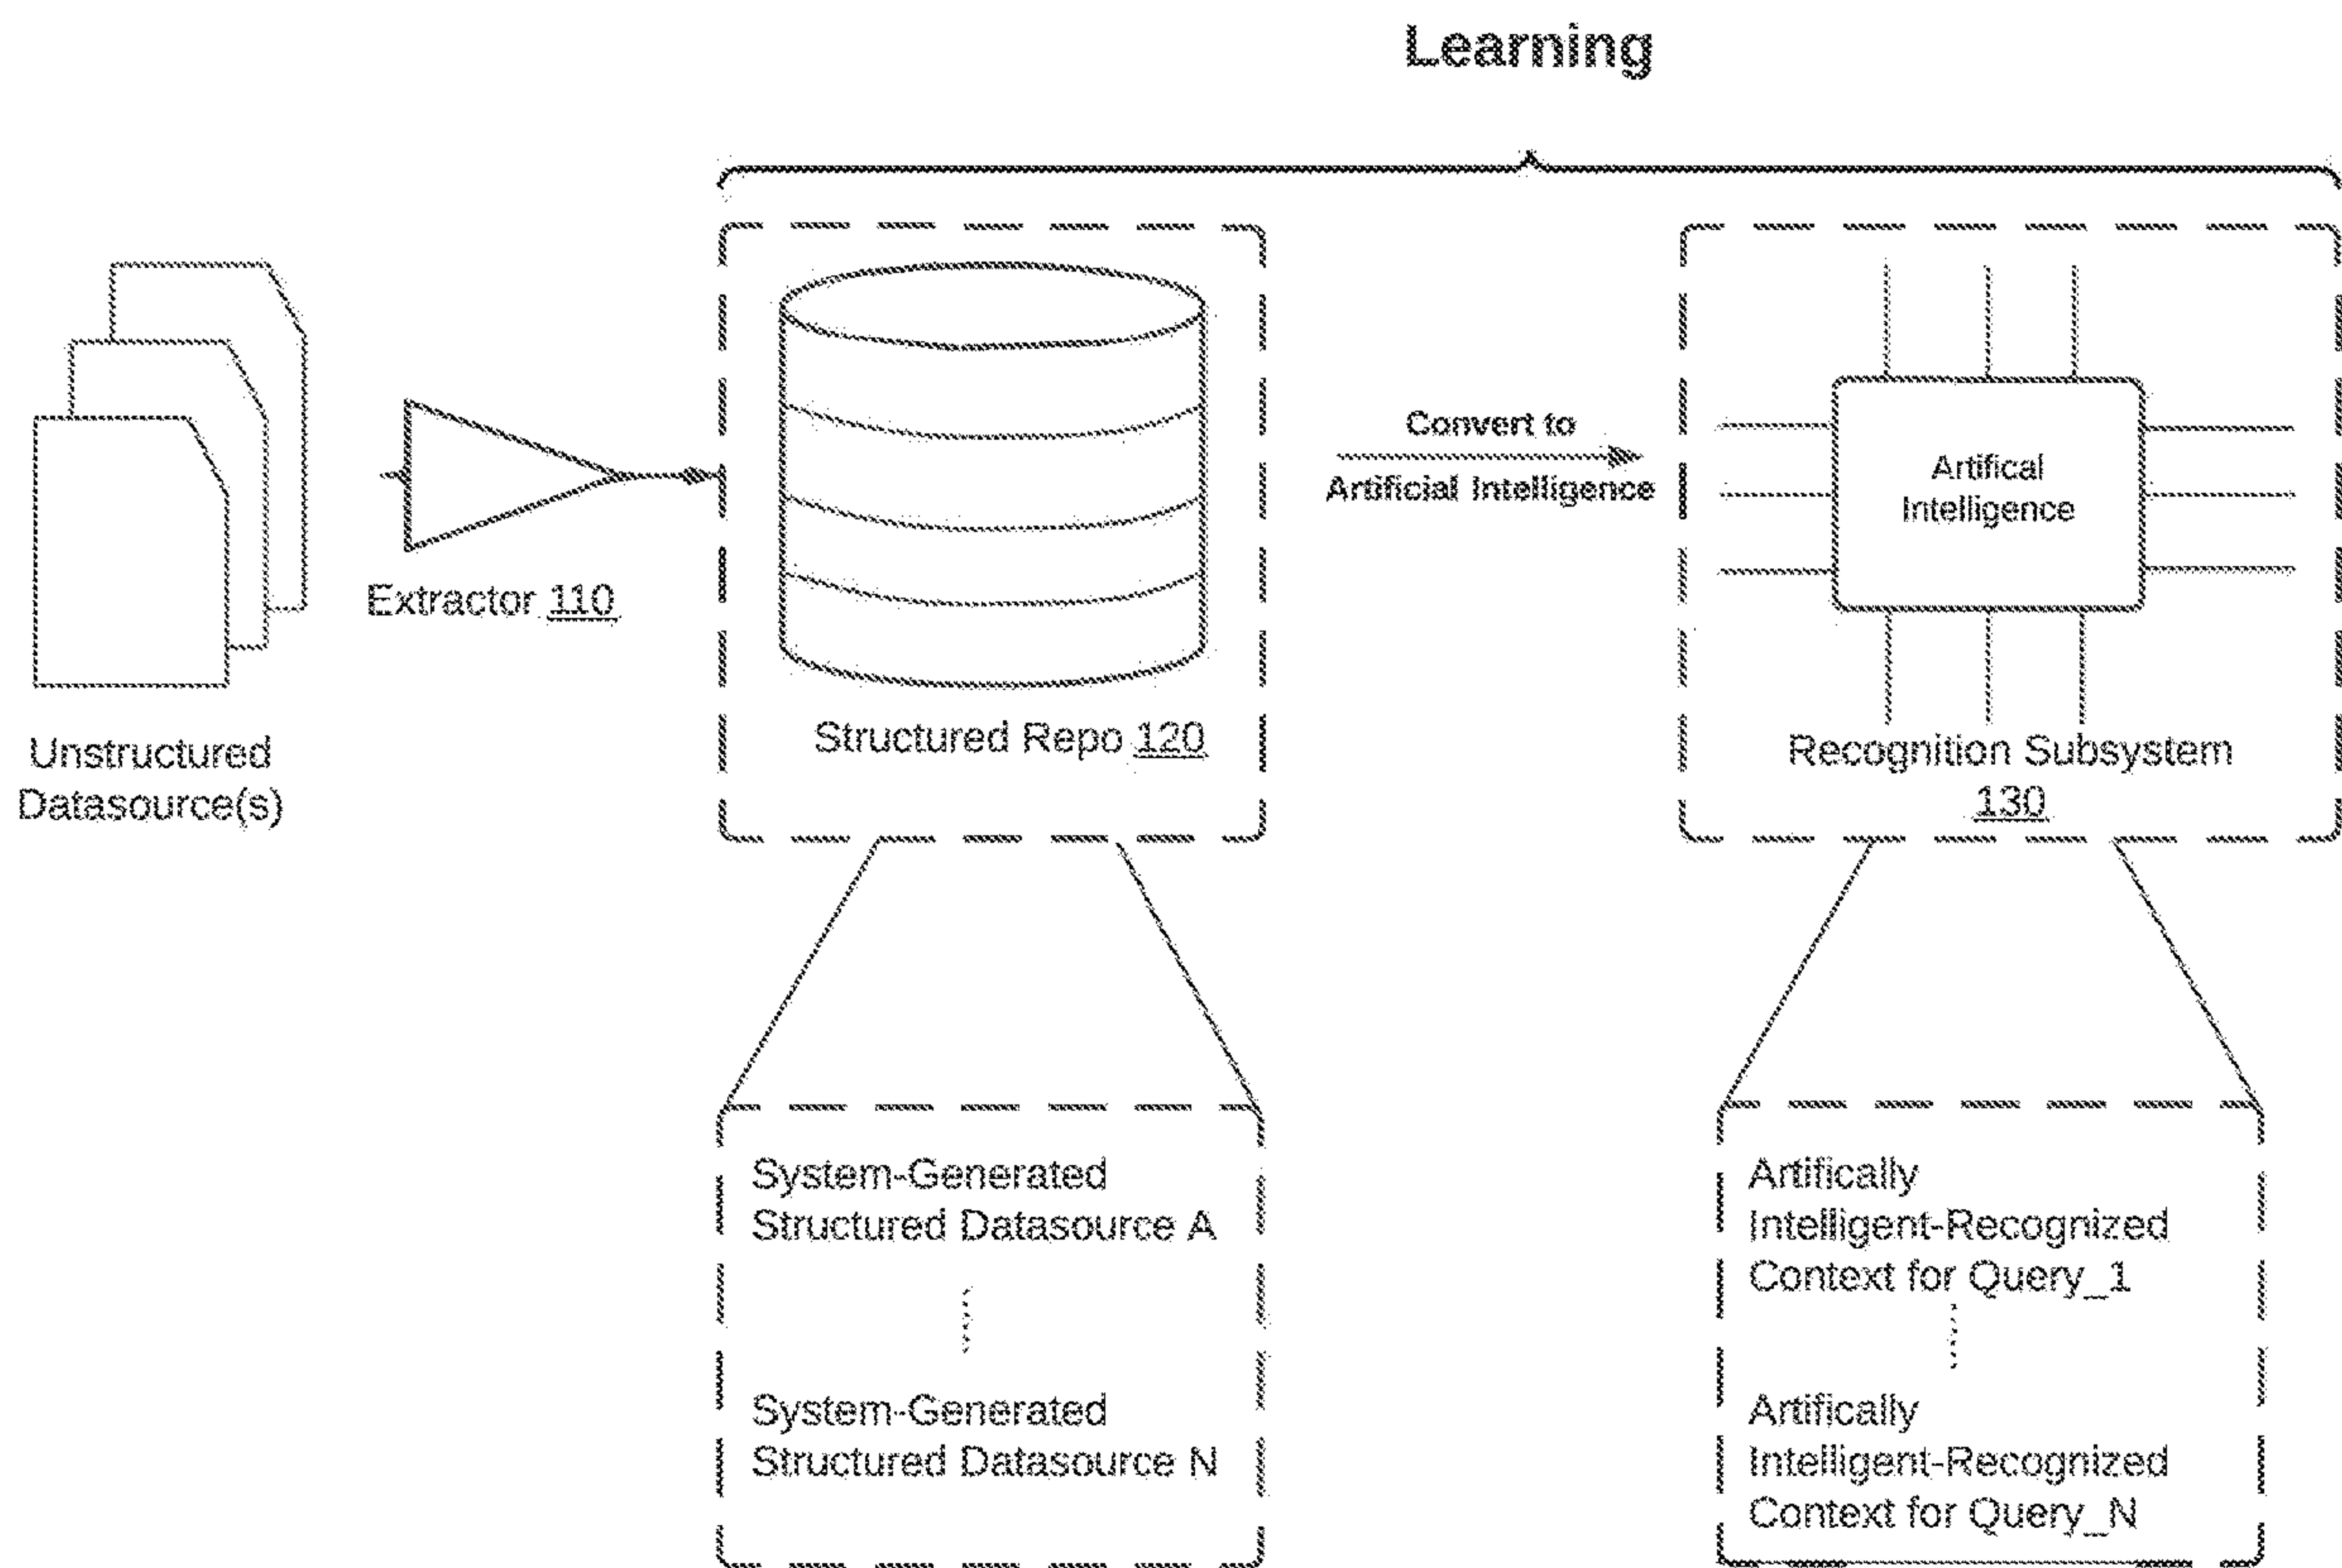 Learning
Convert to
Artificial Intelligence
Artifical
Intelligence
Extractor 110
Structured Repo 120
Recognition Subsystem
130
Unstructured
Datasource(s)
System-Generated
Structured Datasource A
System-Generated
Structured Datasource N
Artifically
Intelligent-Recognized
Context for Query_1
Artifically
Intelligent-Recognized
Context for Query_N